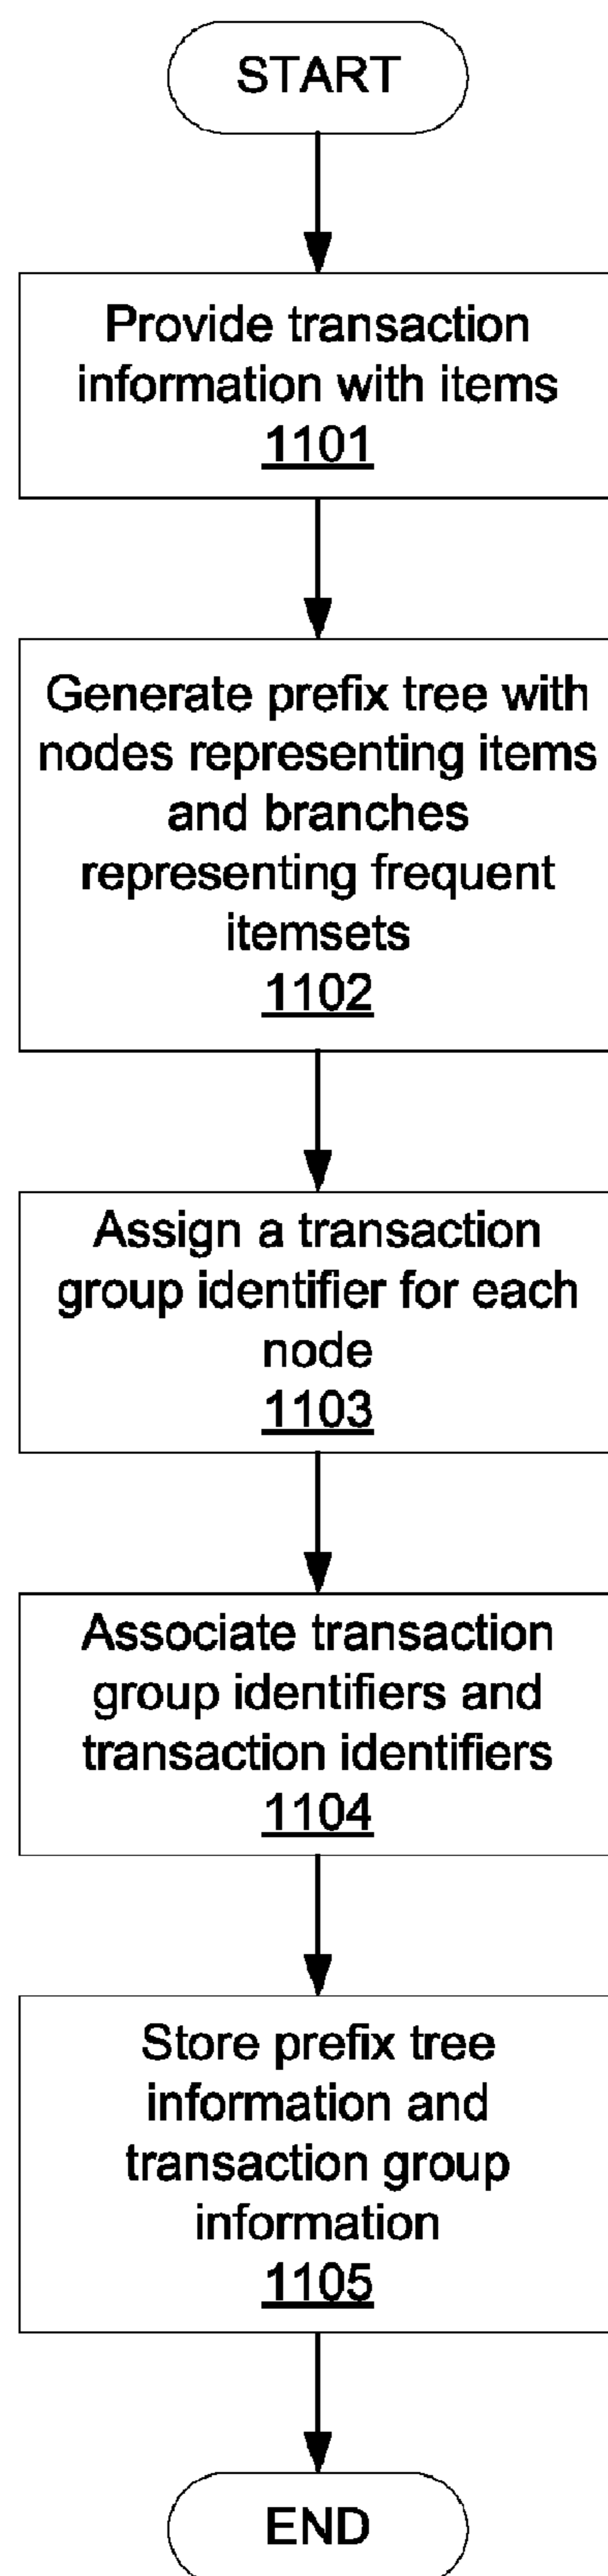 START
Provide transaction
information with items
1101
Generate prefix tree with
nodes representing items
and branches
representing frequent
itemsets
1102
Assign a transaction
group identifier for each
node
1103
Associate transaction
group identifiers and
transaction identifiers
1104
Store prefix tree
information and
transaction group
information
1105
END